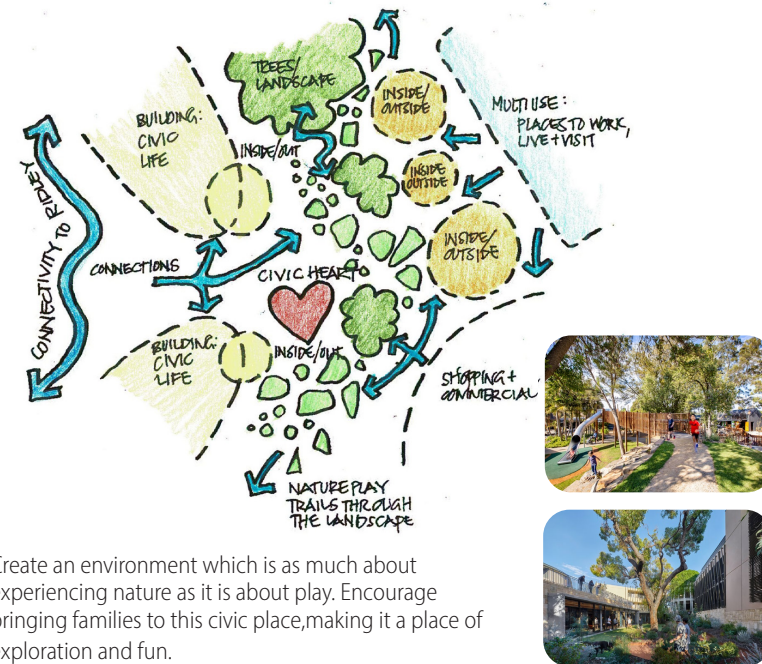 TREES/
LANDSCAPE
INSIDE/
OUTSIDE
BUILDING:
CIVIC
LIFE
MULTI USE:
PLACES TO WORK,
LIVE + VISIT
INSIDE/OUT
INSIDE
OUTSIDE
CONNECTIVITY TO RIDLEY
INSIDE/
OUTSIDE
CONNECTIONS
CIVIC HEART
BUILDING:
CIVIC
LIFE
INSIDE/OUT
SHOPPING +
COMMERCIAL
NATURE PLAY
TRAILS THROUGH
THE LANDSCAPE
Create an environment which is as much about
experiencing nature as it is about play. Encourage
bringing families to this civic place,making it a place of
exploration and fun.